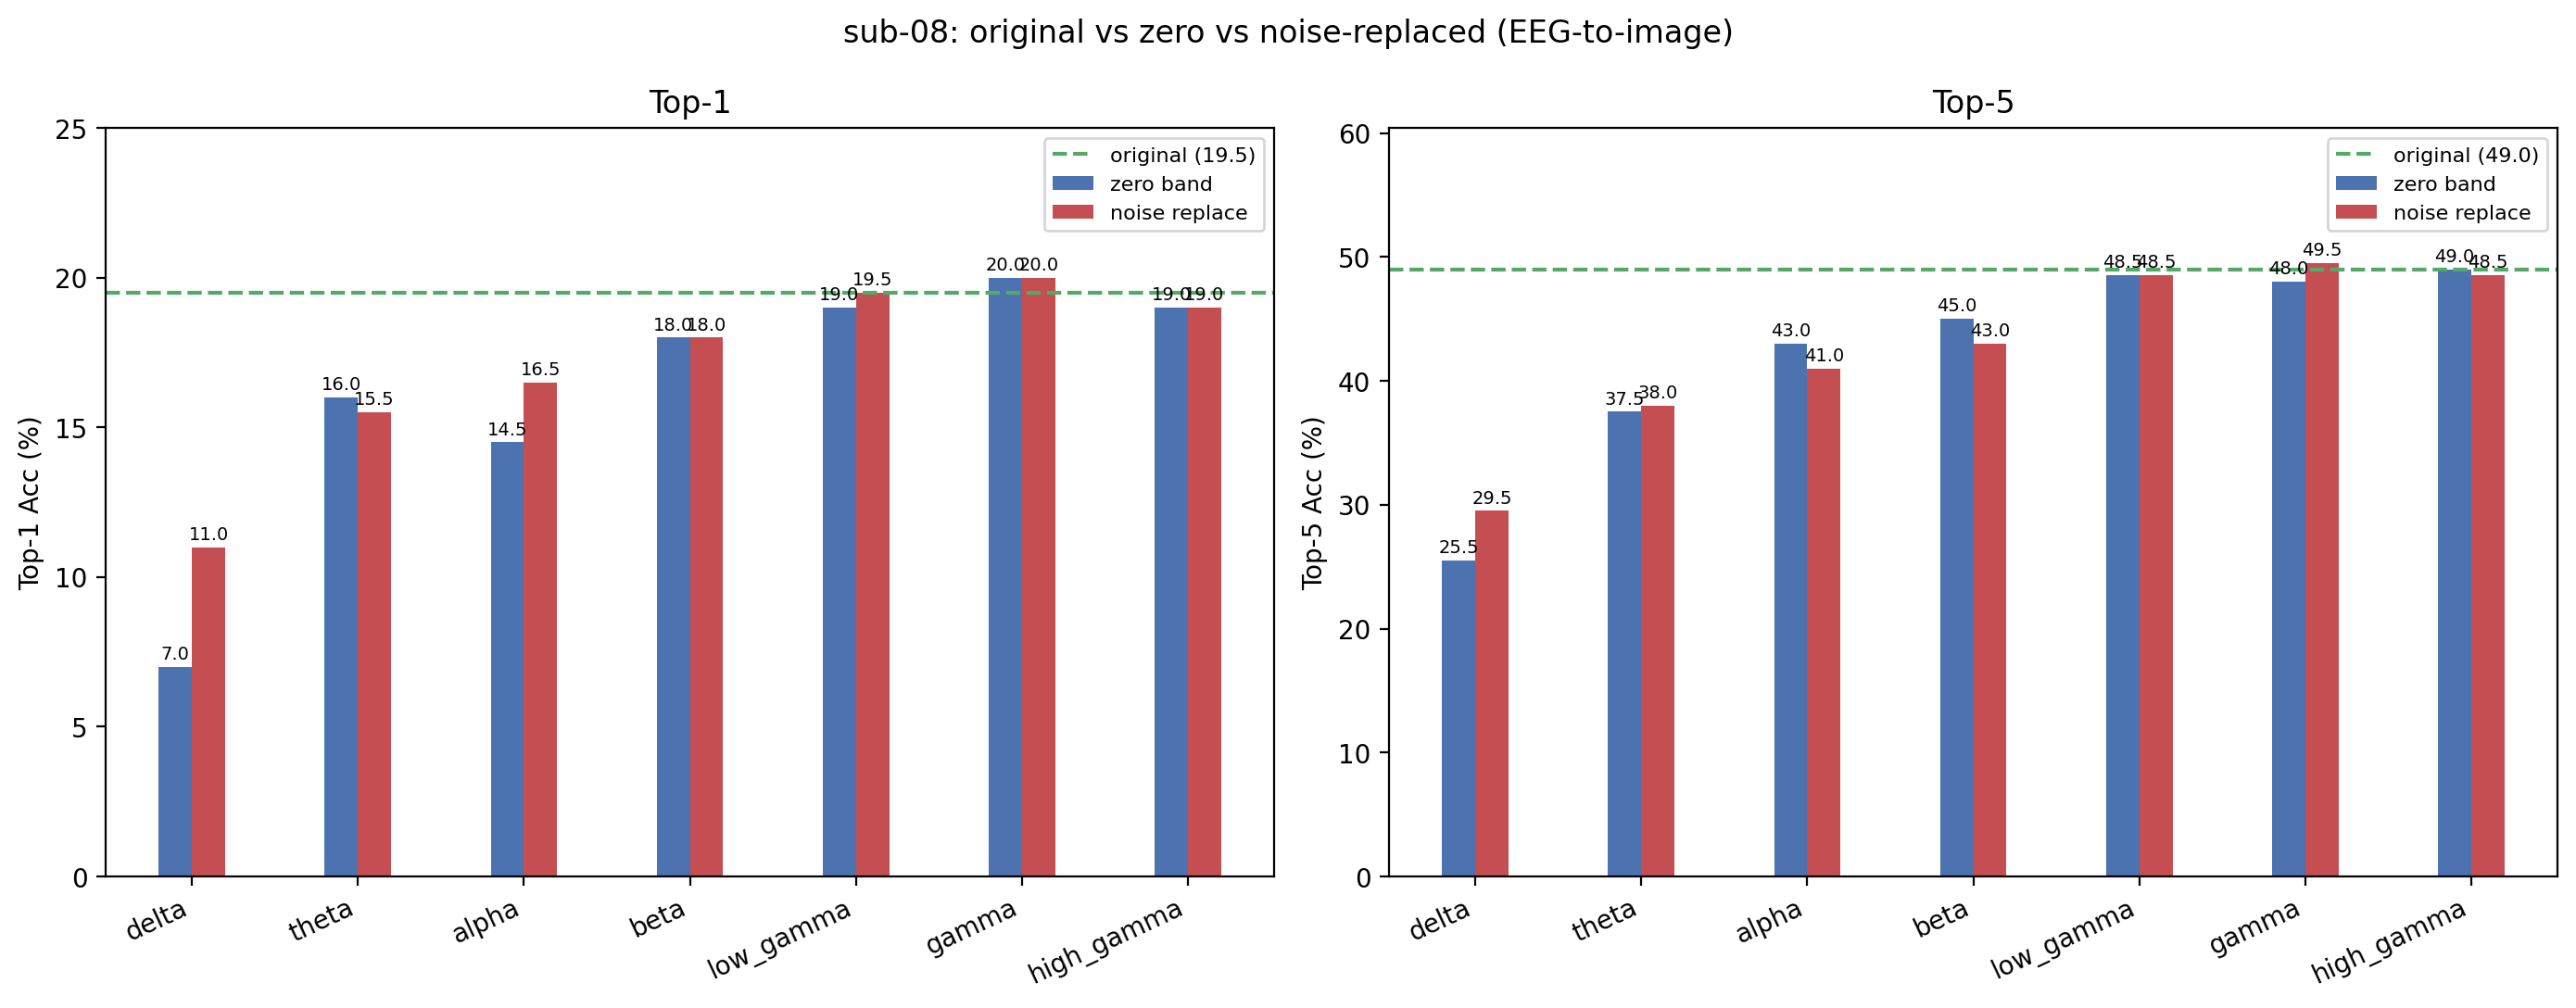 sub-08: original vs zero vs noise-replaced (EEG-to-image)
Top-1
Top-1 Acc (%)
25
20
15
10
5
0
original (19.5)
zero band
noise replace
7.0
11.0
16.0
15.5
14.5
16.5
18.0
18.0
19.0
19.5
20.0
20.0
19.0
19.0
delta
theta
alpha
beta
low_gamma
gamma
high_gamma
Top-5
Top-5 Acc (%)
60
50
40
30
20
10
0
original (49.0)
zero band
noise replace
25.5
29.5
37.5
38.0
43.0
41.0
45.0
43.0
48.5
48.5
48.0
49.5
49.0
48.5
delta
theta
alpha
beta
low_gamma
gamma
high_gamma